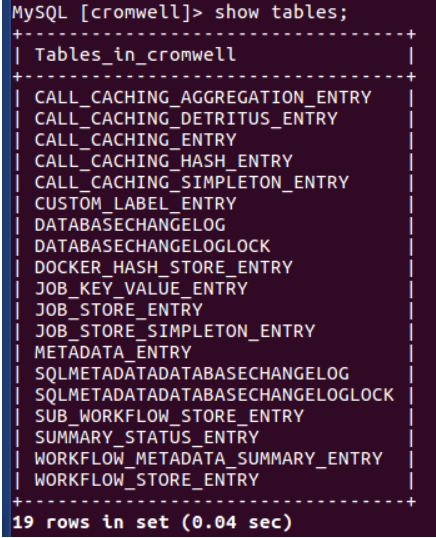 MySQL [cromwell]> show tables;
+-----------------------------------+
| Tables_in_cromwell                |
+-----------------------------------+
| CALL_CACHING_AGGREGATION_ENTRY    |
| CALL_CACHING_DETRITUS_ENTRY       |
| CALL_CACHING_ENTRY                |
| CALL_CACHING_HASH_ENTRY           |
| CALL_CACHING_SIMPLETON_ENTRY      |
| CUSTOM_LABEL_ENTRY                |
| DATABASECHANGELOG                 |
| DATABASECHANGELOGLOCK             |
| DOCKER_HASH_STORE_ENTRY           |
| JOB_KEY_VALUE_ENTRY               |
| JOB_STORE_ENTRY                   |
| JOB_STORE_SIMPLETON_ENTRY         |
| METADATA_ENTRY                    |
| SQLMETADATADATABASECHANGELOG      |
| SQLMETADATADATABASECHANGELOGLOCK  |
| SUB_WORKFLOW_STORE_ENTRY          |
| SUMMARY_STATUS_ENTRY              |
| WORKFLOW_METADATA_SUMMARY_ENTRY   |
| WORKFLOW_STORE_ENTRY              |
+-----------------------------------+
19 rows in set (0.04 sec)